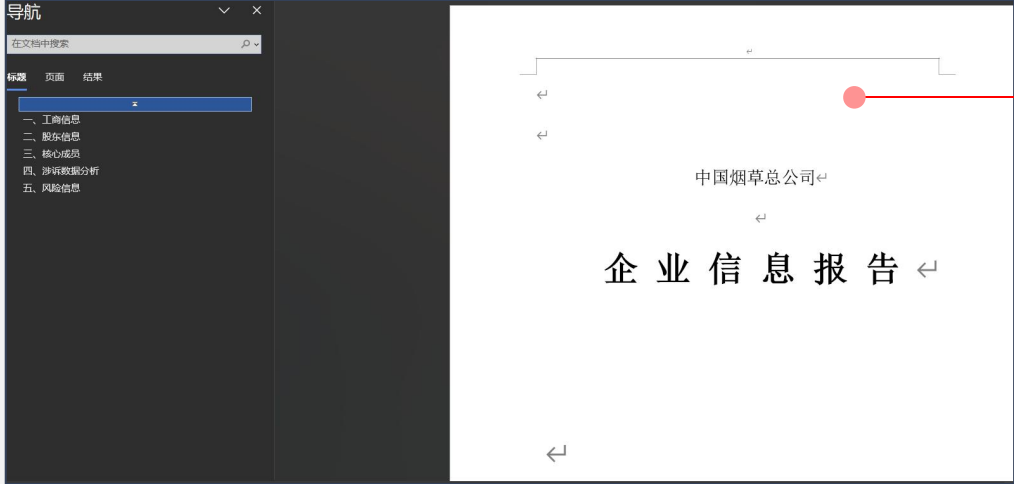 导航
在文档中搜索
标题 页面 结果
一、工商信息
二、股东信息
三、核心成员
四、涉诉数据分析
五、风险信息
中国烟草总公司
企业信息报告